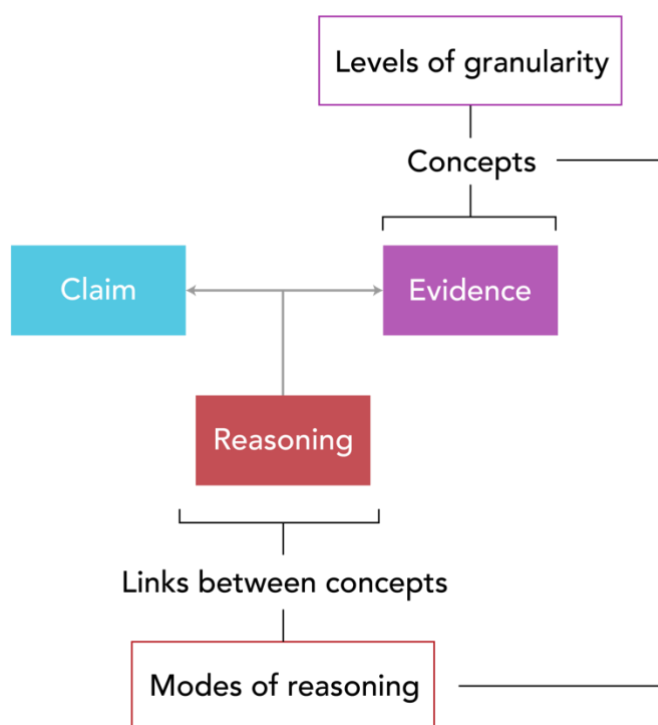 Levels of granularity
Concepts
Claim
Evidence
Reasoning
Links between concepts
Modes of reasoning